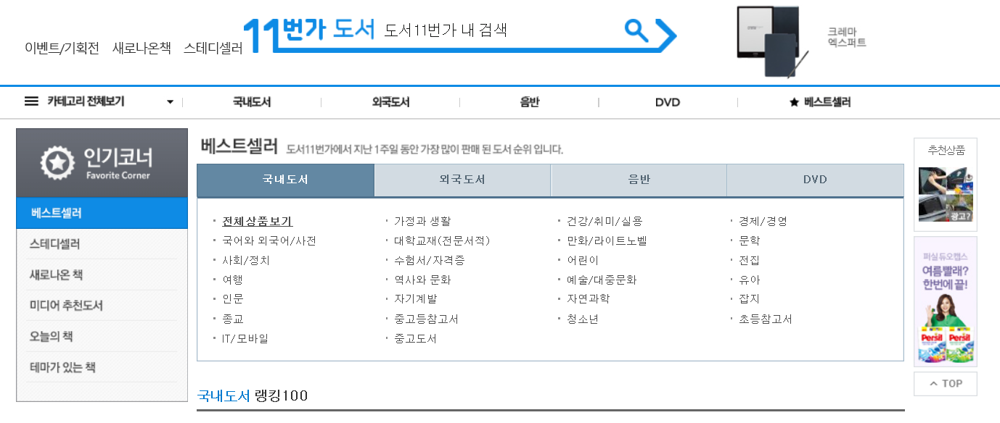 11번가 도서 도서11번가 내 검색
이벤트/기획전 새로나온책 스테디셀러
크레마
엑스퍼트
카테고리 전체보기 국내도서 외국도서 음반 DVD ★ 베스트셀러
인기코너
Favorite Corner
베스트셀러
스테디셀러
새로나온 책
미디어 추천도서
오늘의 책
테마가 있는 책
베스트셀러 도서11번가에서 지난 1주일 동안 가장 많이 판매 된 도서 순위 입니다.
국내도서 외국도서 음반 DVD
전체상품보기 가정과 생활 건강/취미/실용 경제/경영
국어와 외국어/사전 대학교재(전문서적) 만화/라이트노벨 문학
사회/정치 수험서/자격증 어린이 전집
여행 역사와 문화 예술/대중문화 유아
인문 자기계발 자연과학 잡지
종교 중고등참고서 청소년 초등참고서
IT/모바일 중고도서
국내도서 랭킹100
추천상품
광고?
퍼실 듀오캡스
여름빨래?
한번에 끝!
Persil Persil
TOP